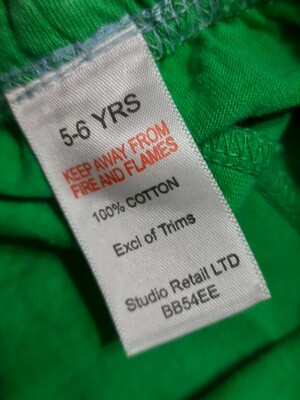 5-6 YRS
KEEP AWAY FROM
FIRE AND FLAMES
100% COTTON
Excl of Trims
Studio Retail LTD
BB54EE